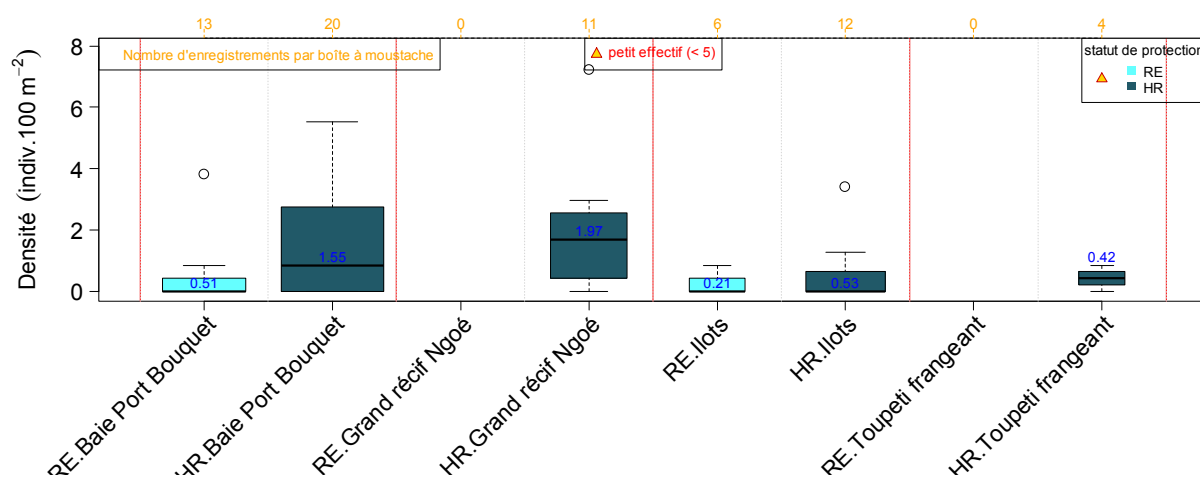 13 20 0 11 6 12 0 4
Nombre d'enregistrements par boîte à moustache
petit effectif (< 5)
statut de protection
RE
HR
Densité (indiv.100 m⁻²)
8
6
4
2
0
0.51 1.55 1.97 0.21 0.53 0.42
RE.Baie Port Bouquet
HR.Baie Port Bouquet
RE.Grand récif Ngoé
HR.Grand récif Ngoé
RE.Ilots
HR.Ilots
RE.Toupeti frangeant
HR.Toupeti frangeant